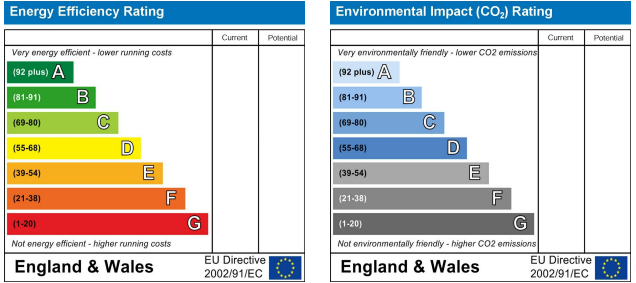 Energy Efficiency Rating
Current Potential
Very energy efficient - lower running costs
(92 plus) A
(81-91) B
(69-80) C
(55-68) D
(39-54) E
(21-38) F
(1-20) G
Not energy efficient - higher running costs
England & Wales
EU Directive
2002/91/EC
Environmental Impact (CO₂) Rating
Current Potential
Very environmentally friendly - lower CO2 emissions
(92 plus) A
(81-91) B
(69-80) C
(55-68) D
(39-54) E
(21-38) F
(1-20) G
Not environmentally friendly - higher CO2 emissions
England & Wales
EU Directive
2002/91/EC